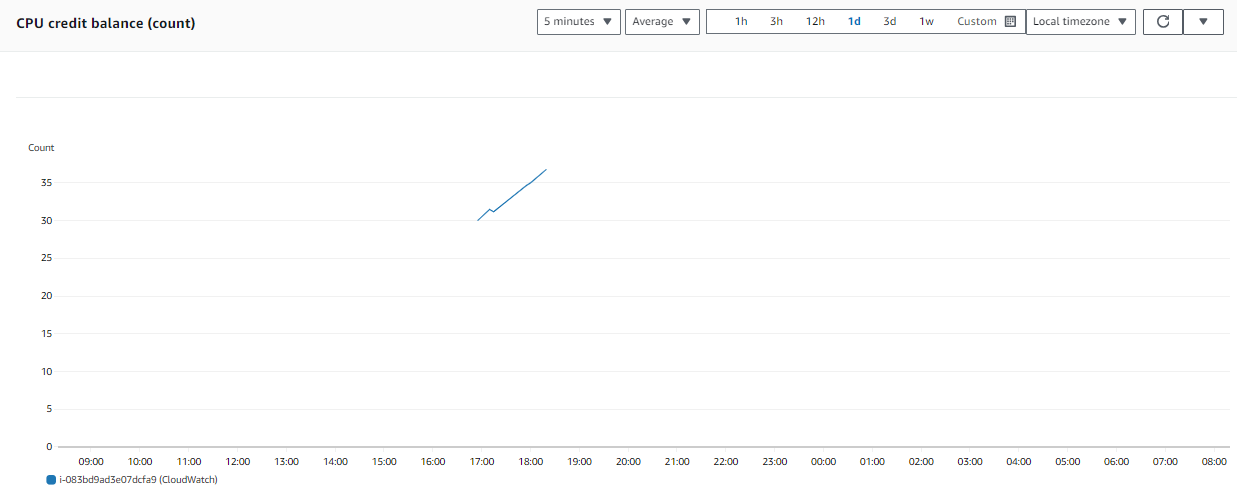 CPU credit balance (count)
5 minutes Average 1h 3h 12h 1d 3d 1w Custom Local timezone
Count
35
30
25
20
15
10
5
0
09:00 10:00 11:00 12:00 13:00 14:00 15:00 16:00 17:00 18:00 19:00 20:00 21:00 22:00 23:00 00:00 01:00 02:00 03:00 04:00 05:00 06:00 07:00 08:00
i-083bd9ad3e07dcfa9 (CloudWatch)